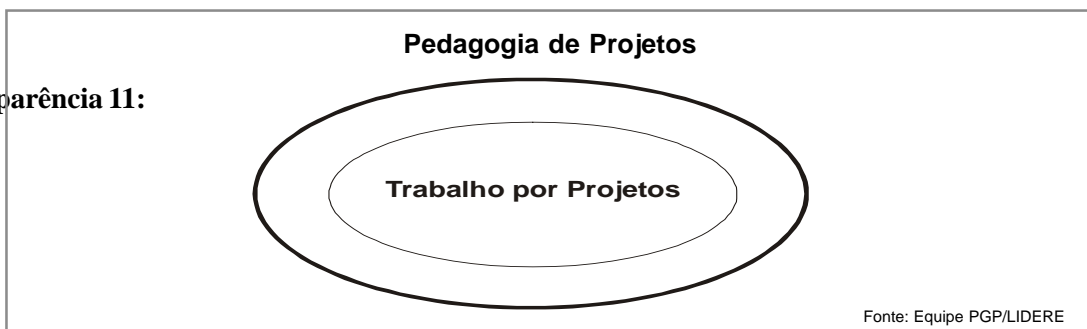 Pedagogia de Projetos
parência 11:
Trabalho por Projetos
Fonte: Equipe PGP/LIDERE